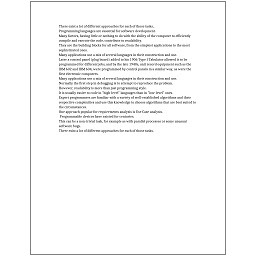 There exist a lot of different approaches for each of those tasks.
Programming languages are essential for software development.
Many factors, having little or nothing to do with the ability of the computer to efficiently
compile and execute the code, contribute to readability.
They are the building blocks for all software, from the simplest applications to the most
sophisticated ones.
Many applications use a mix of several languages in their construction and use.
Later a control panel (plug board) added to his 1906 Type I Tabulator allowed it to be
programmed for different jobs, and by the late 1940s, unit record equipment such as the
IBM 602 and IBM 604, were programmed by control panels in a similar way, as were the
first electronic computers.
Many applications use a mix of several languages in their construction and use.
Normally the first step in debugging is to attempt to reproduce the problem.
However, readability is more than just programming style.
It is usually easier to code in "high-level" languages than in "low-level" ones.
Expert programmers are familiar with a variety of well-established algorithms and their
respective complexities and use this knowledge to choose algorithms that are best suited to
the circumstances.
One approach popular for requirements analysis is Use Case analysis.
Programmable devices have existed for centuries.
This can be a non-trivial task, for example as with parallel processes or some unusual
software bugs.
There exist a lot of different approaches for each of those tasks.